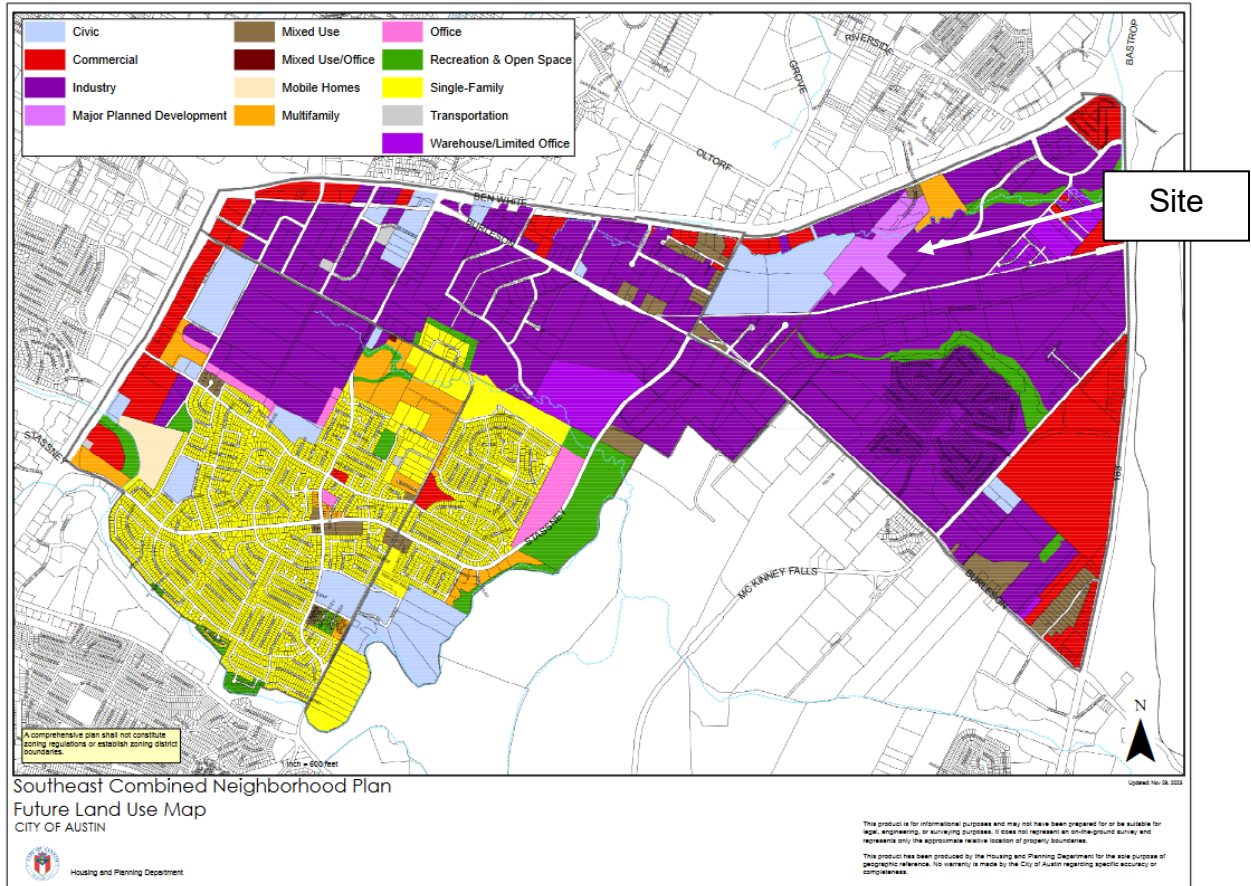 Civic
Commercial
Industry
Major Planned Development
Mixed Use
Mixed Use/Office
Mobile Homes
Multifamily
Office
Recreation & Open Space
Single-Family
Transportation
Warehouse/Limited Office
RIVERSIDE
BASTROP
GROVE
OLTORF
BEN WHITE
BURLESON
Site
STASSNEY
STASSNEY
183
MC KINNEY FALLS
BURLESON
N
A comprehensive plan shall not constitute
zoning regulations or establish zoning district
boundaries.
1 inch = 600 feet
Southeast Combined Neighborhood Plan
Future Land Use Map
CITY OF AUSTIN
Updated: Nov 28, 2023
Housing and Planning Department
This product is for informational purposes and may not have been prepared for or be suitable for
legal, engineering, or surveying purposes. It does not represent an on-the-ground survey and
represents only the approximate relative location of property boundaries.
This product has been produced by the Housing and Planning Department for the sole purpose of
geographic reference. No warranty is made by the City of Austin regarding specific accuracy or
completeness.